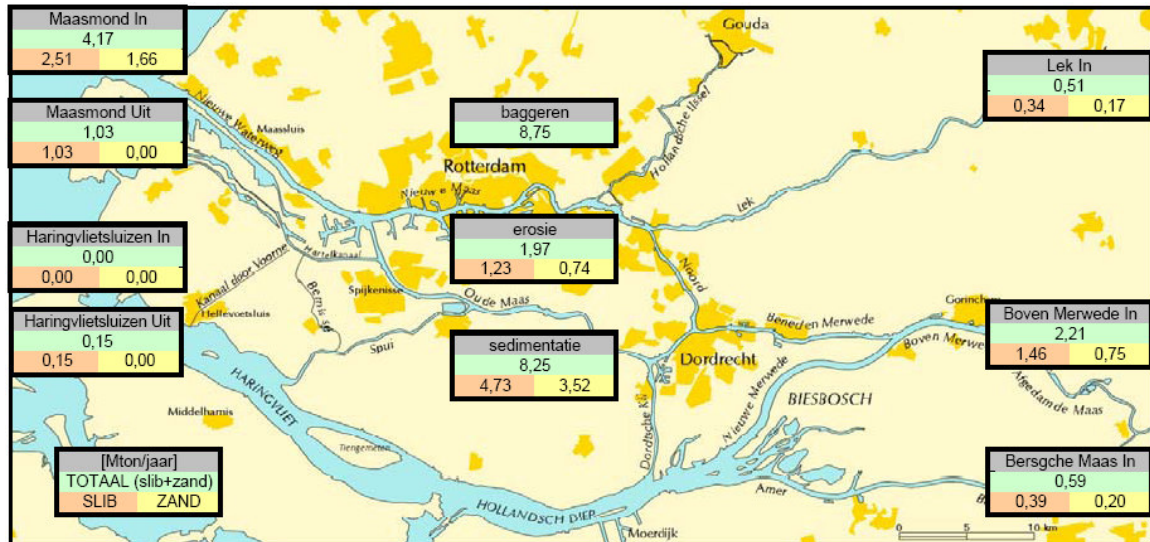 Maasmond In
4,17
2,51 1,66
Maasmond Uit
1,03
1,03 0,00
Haringvlietsluizen In
0,00
0,00 0,00
Haringvlietsluizen Uit
0,15
0,15 0,00
[Mton/jaar]
TOTAAL (slib+zand)
SLIB ZAND
baggeren
8,75
erosie
1,97
1,23 0,74
sedimentatie
8,25
4,73 3,52
Lek In
0,51
0,34 0,17
Boven Merwede In
2,21
1,46 0,75
Bersgche Maas In
0,59
0,39 0,20
Gouda
Hollandsche IJssel
Nieuwe Waterweg
Maassluis
Rotterdam
Nieuwe Maas
Lek
Hartelkanaal
Kanaal door Voorne
Spijkenisse
Oude Maas
Noord
Hellevoetsluis
Spui
Beneden Merwede
Boven Merwe
Dordrecht
Nieuwe Merwede
BIESBOSCH
Afgedamde Maas
HARINGVLIET
Middelharnis
Tiengemeten
Dordtsche Kil
HOLLANDSCH DIEP
Amer
Moerdijk
0 5 10 km